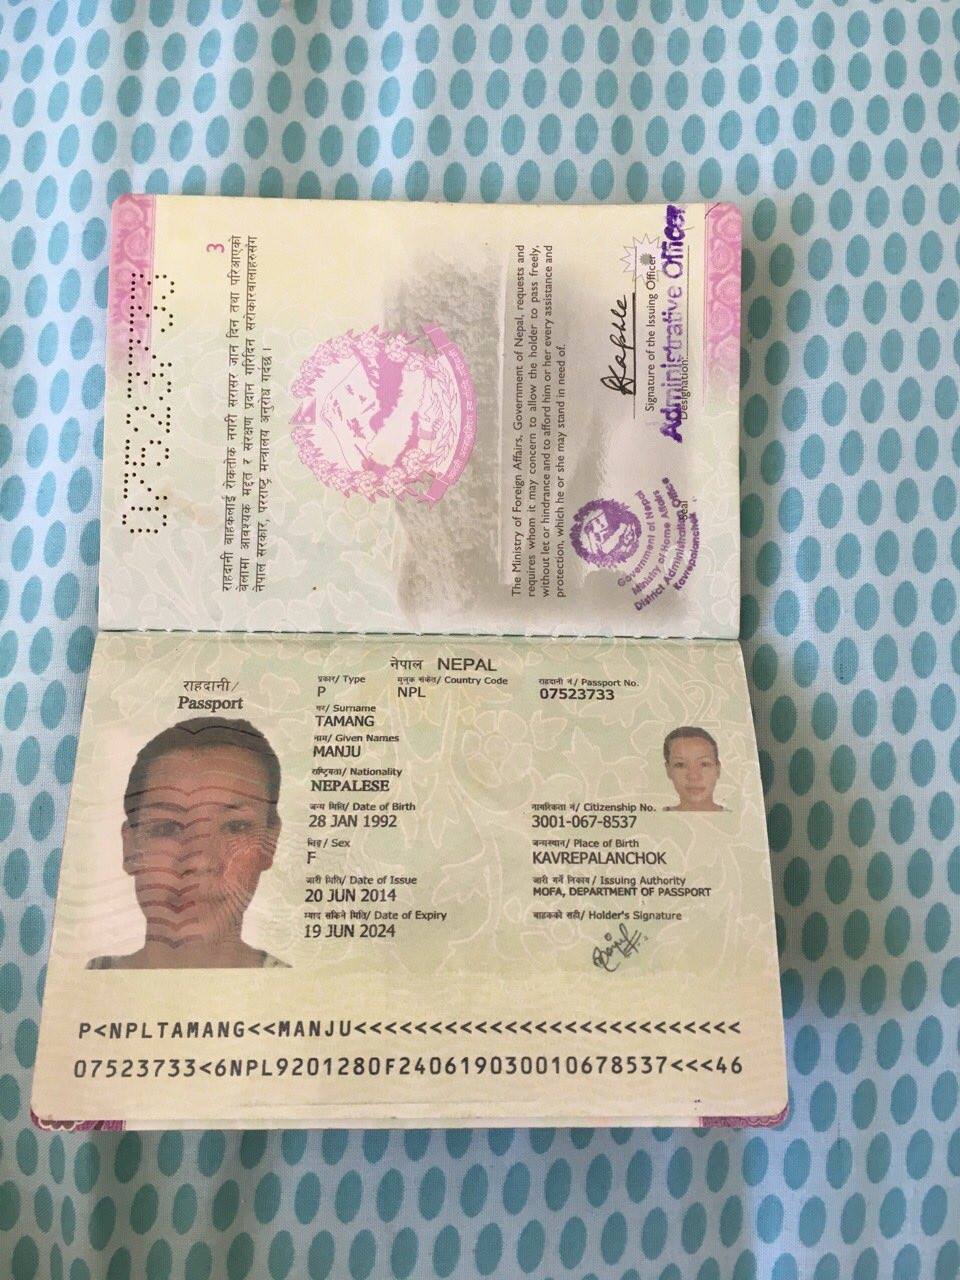 07523733
3
राहदानी बाहकलाई रोकतोक नगरी सरासर जान दिन तथा परिआएको
बेलामा आवश्यक मद्दत र संरक्षण प्रदान गरिदिन सरोकारवालाहरुसंग
नेपाल सरकार, परराष्ट्र मन्त्रालय अनुरोध गर्दछ ।
The Ministry of Foreign Affairs, Government of Nepal, requests and
requires whom it may concern to allow the holder to pass freely,
without let or hindrance and to afford him or her every assistance and
protection, which he or she may stand in need of.
Signature of the Issuing Officer
Administrative Officer
Designation
Seal
Government of Nepal
Ministry of Home Affairs
District Administration Office
Kavrepalanchok
नेपाल NEPAL
राहदानी/
Passport
प्रकार/ Type
मुलुक संकेत/ Country Code
राहदानी नं/ Passport No.
P
NPL
07523733
थर/ Surname
TAMANG
नाम/ Given Names
MANJU
राष्ट्रियता/ Nationality
NEPALESE
जन्म मिति/ Date of Birth
नागरिकता नं/ Citizenship No.
28 JAN 1992
3001-067-8537
लिङ्ग/ Sex
जन्मस्थान/ Place of Birth
F
KAVREPALANCHOK
जारी मिति/ Date of Issue
जारी गर्ने निकाय/ Issuing Authority
20 JUN 2014
MOFA, DEPARTMENT OF PASSPORT
म्याद सकिने मिति/ Date of Expiry
बाहकको सही/ Holder's Signature
19 JUN 2024
P<NPLTAMANG<<MANJU<<<<<<<<<<<<<<<<<<<<<<<<<<
07523733<6NPL9201280F240619030010678537<<<46